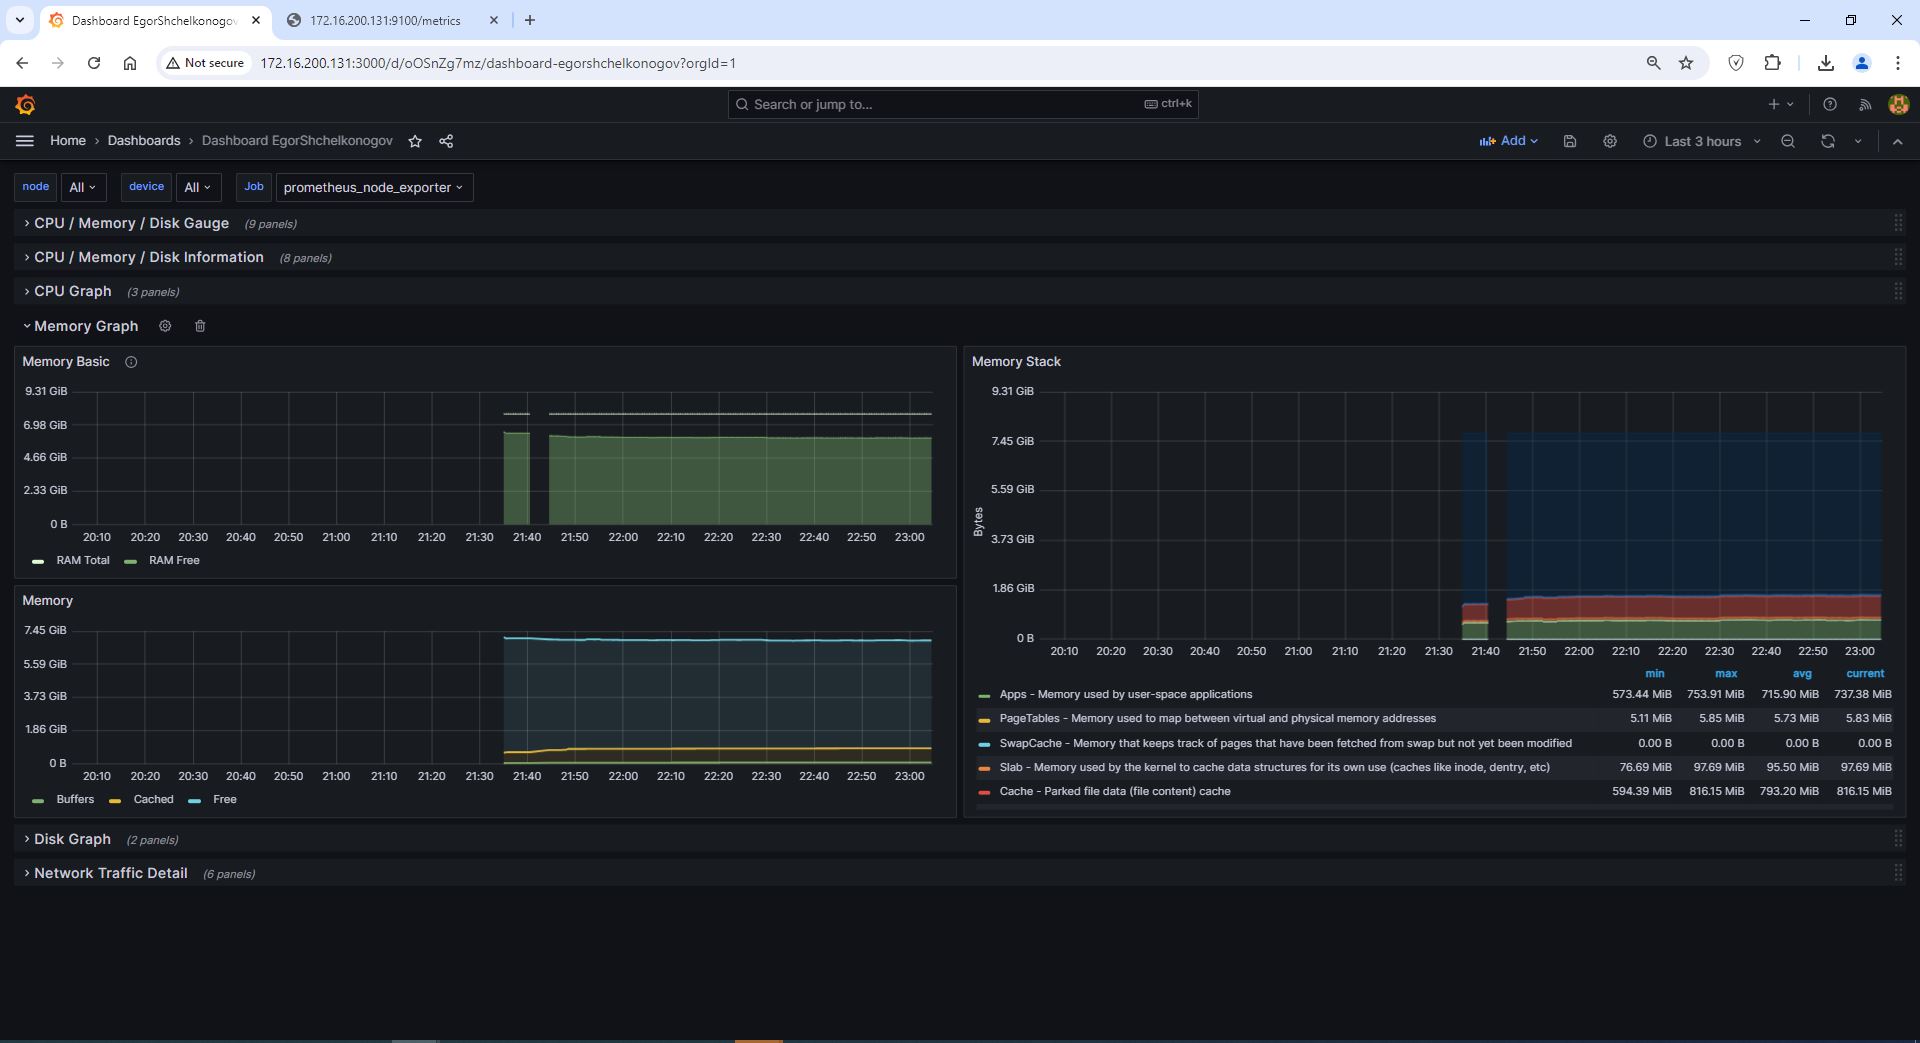 Dashboard EgorShchelkonogov
172.16.200.131:9100/metrics
Not secure
172.16.200.131:3000/d/oOSnZg7mz/dashboard-egorshchelkonogov?orgId=1
Search or jump to...
ctrl+k
Home › Dashboards › Dashboard EgorShchelkonogov
Add
Last 3 hours
node All
device All
Job prometheus_node_exporter
CPU / Memory / Disk Gauge (9 panels)
CPU / Memory / Disk Information (8 panels)
CPU Graph (3 panels)
Memory Graph
Memory Basic
9.31 GiB
6.98 GiB
4.66 GiB
2.33 GiB
0 B
20:10 20:20 20:30 20:40 20:50 21:00 21:10 21:20 21:30 21:40 21:50 22:00 22:10 22:20 22:30 22:40 22:50 23:00
RAM Total RAM Free
Memory
7.45 GiB
5.59 GiB
3.73 GiB
1.86 GiB
0 B
20:10 20:20 20:30 20:40 20:50 21:00 21:10 21:20 21:30 21:40 21:50 22:00 22:10 22:20 22:30 22:40 22:50 23:00
Buffers Cached Free
Memory Stack
Bytes
9.31 GiB
7.45 GiB
5.59 GiB
3.73 GiB
1.86 GiB
0 B
20:10 20:20 20:30 20:40 20:50 21:00 21:10 21:20 21:30 21:40 21:50 22:00 22:10 22:20 22:30 22:40 22:50 23:00
min max avg current
Apps - Memory used by user-space applications 573.44 MiB 753.91 MiB 715.90 MiB 737.38 MiB
PageTables - Memory used to map between virtual and physical memory addresses 5.11 MiB 5.85 MiB 5.73 MiB 5.83 MiB
SwapCache - Memory that keeps track of pages that have been fetched from swap but not yet been modified 0.00 B 0.00 B 0.00 B 0.00 B
Slab - Memory used by the kernel to cache data structures for its own use (caches like inode, dentry, etc) 76.69 MiB 97.69 MiB 95.50 MiB 97.69 MiB
Cache - Parked file data (file content) cache 594.39 MiB 816.15 MiB 793.20 MiB 816.15 MiB
Disk Graph (2 panels)
Network Traffic Detail (6 panels)